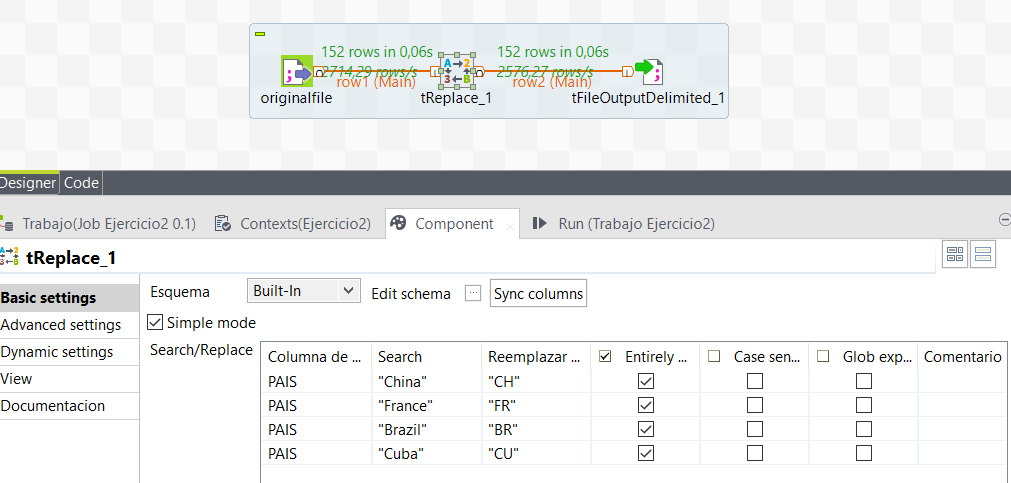 152 rows in 0,06s 152 rows in 0,06s
2714,29 rows/s 2576,27 rows/s
row1 (Main) row2 (Main)
originalfile tReplace_1 tFileOutputDelimited_1
Designer Code
Trabajo(Job Ejercicio2 0.1) Contexts(Ejercicio2) Component Run (Trabajo Ejercicio2)
tReplace_1
Basic settings
Advanced settings
Dynamic settings
View
Documentacion
Esquema Built-In Edit schema ... Sync columns
Simple mode
Search/Replace
Columna de ... Search Reemplazar ... Entirely ... Case sen... Glob exp... Comentario
PAIS "China" "CH"
PAIS "France" "FR"
PAIS "Brazil" "BR"
PAIS "Cuba" "CU"